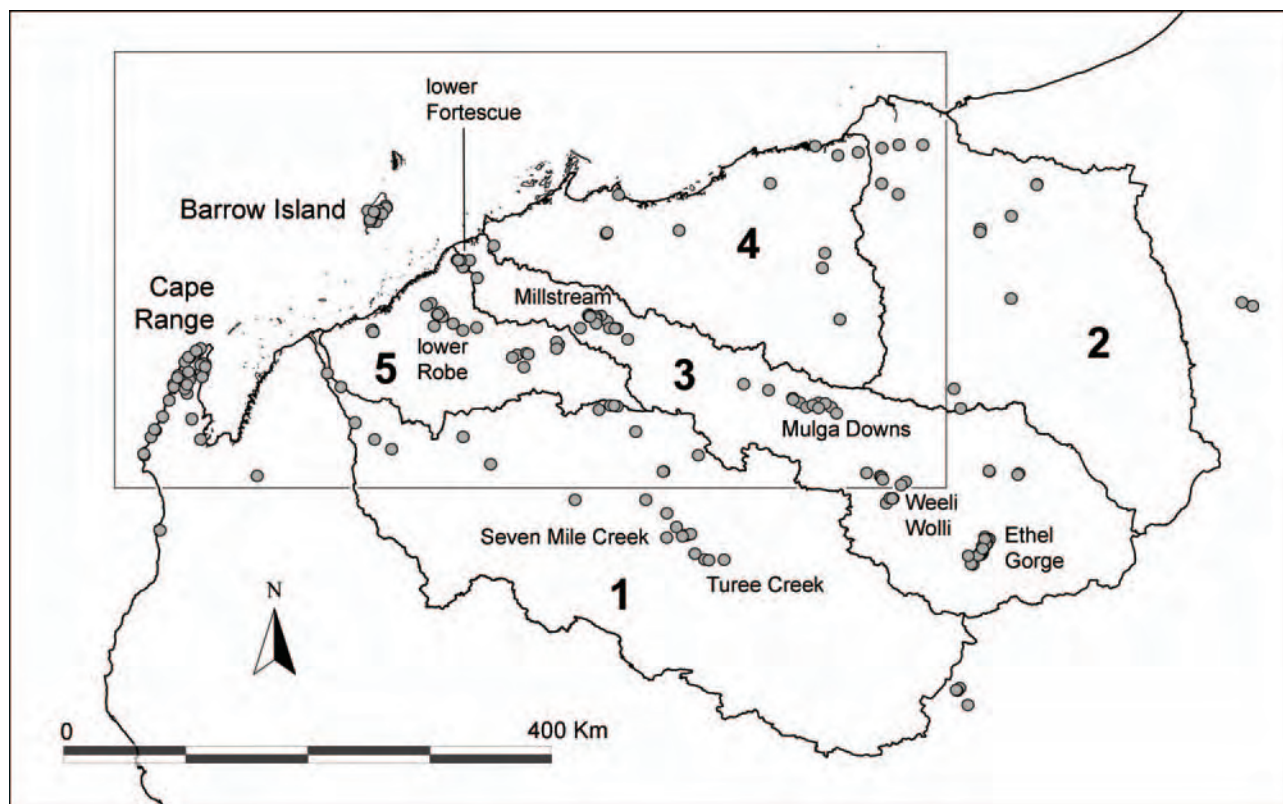 lower
Fortescue
Barrow Island
4
Cape
Range
Millstream
2
lower
Robe
5
3
Mulga Downs
Weeli
Wolli
Seven Mile Creek
Ethel
Gorge
Turee Creek
1
N
0
400 Km